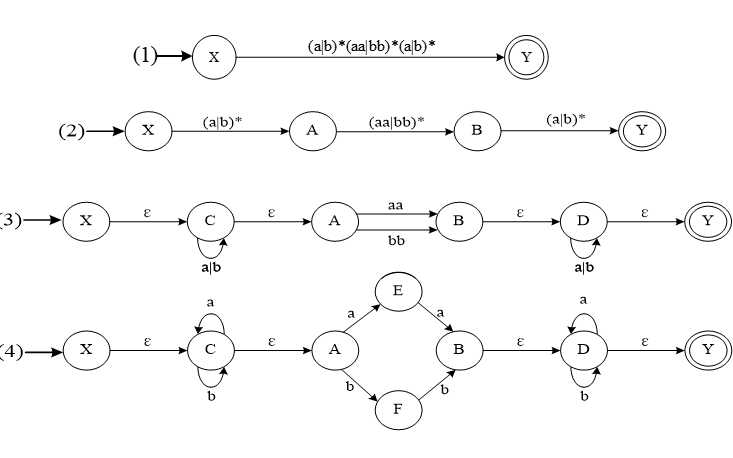 (a|b)*(aa|bb)*(a|b)*
(1) X Y
(a|b)* (aa|bb)* (a|b)*
(2) X A B Y
ε ε aa ε ε
(3) X C A B D Y
bb
a|b a|b
E
a a a a
ε ε ε ε
(4) X C A B D Y
b b b b
F